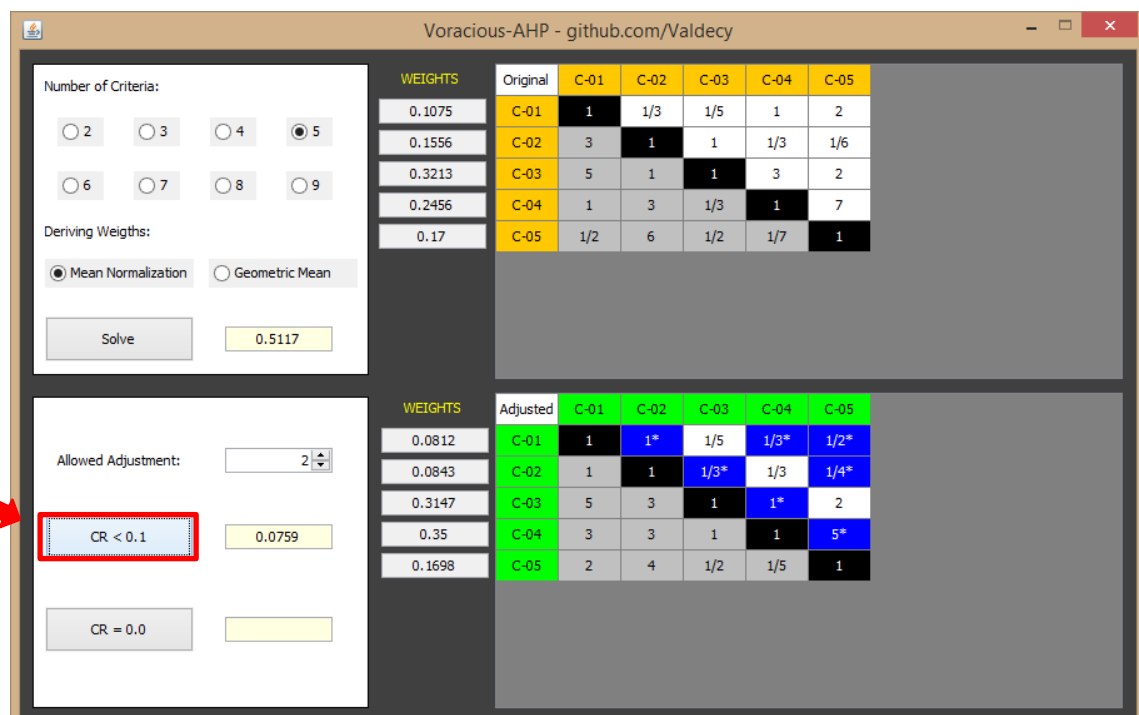 Voracious-AHP - github.com/Valdecy
Number of Criteria:
2 3 4 5
6 7 8 9
Deriving Weigths:
Mean Normalization Geometric Mean
Solve 0.5117
WEIGHTS Original C-01 C-02 C-03 C-04 C-05
0.1075 C-01 1 1/3 1/5 1 2
0.1556 C-02 3 1 1 1/3 1/6
0.3213 C-03 5 1 1 3 2
0.2456 C-04 1 3 1/3 1 7
0.17 C-05 1/2 6 1/2 1/7 1
Allowed Adjustment: 2
CR < 0.1 0.0759
CR = 0.0
WEIGHTS Adjusted C-01 C-02 C-03 C-04 C-05
0.0812 C-01 1 1* 1/5 1/3* 1/2*
0.0843 C-02 1 1 1/3* 1/3 1/4*
0.3147 C-03 5 3 1 1* 2
0.35 C-04 3 3 1 1 5*
0.1698 C-05 2 4 1/2 1/5 1